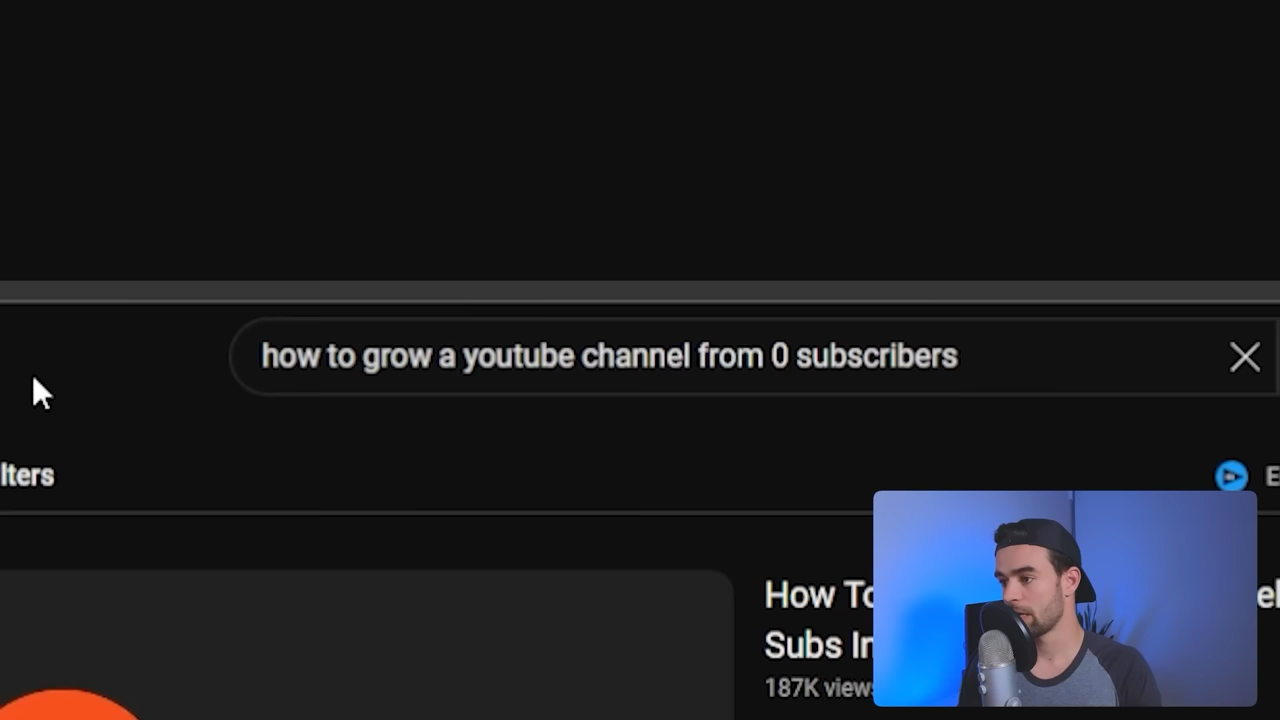 how to grow a youtube channel from 0 subscribers
lters
E
How To
Subs In
187K views